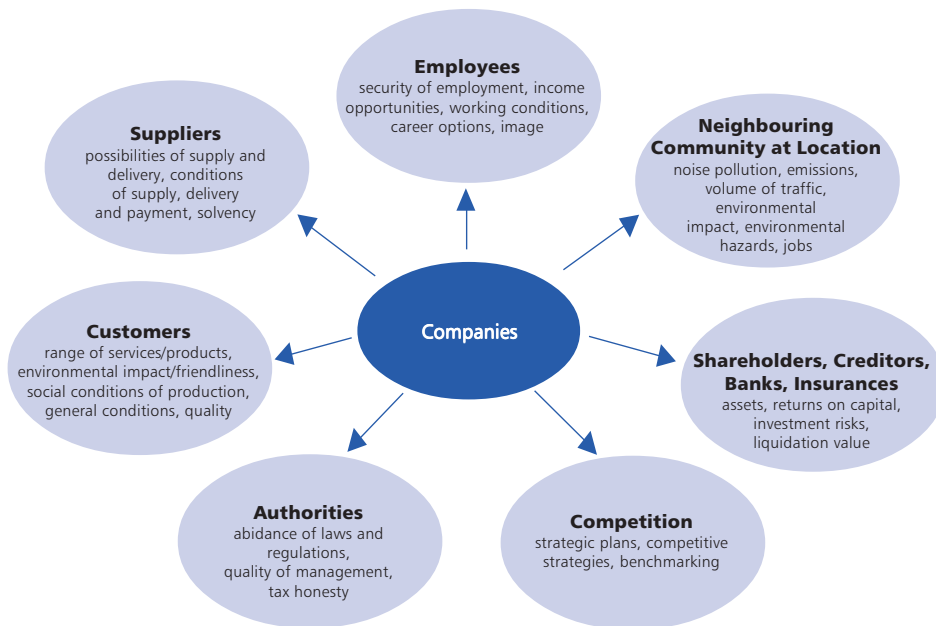 Employees
security of employment, income
opportunities, working conditions,
career options, image
Suppliers
possibilities of supply and
delivery, conditions
of supply, delivery
and payment, solvency
Neighbouring
Community at Location
noise pollution, emissions,
volume of traffic,
environmental
impact, environmental
hazards, jobs
Companies
Customers
range of services/products,
environmental impact/friendliness,
social conditions of production,
general conditions, quality
Shareholders, Creditors,
Banks, Insurances
assets, returns on capital,
investment risks,
liquidation value
Authorities
abidance of laws and
regulations,
quality of management,
tax honesty
Competition
strategic plans, competitive
strategies, benchmarking